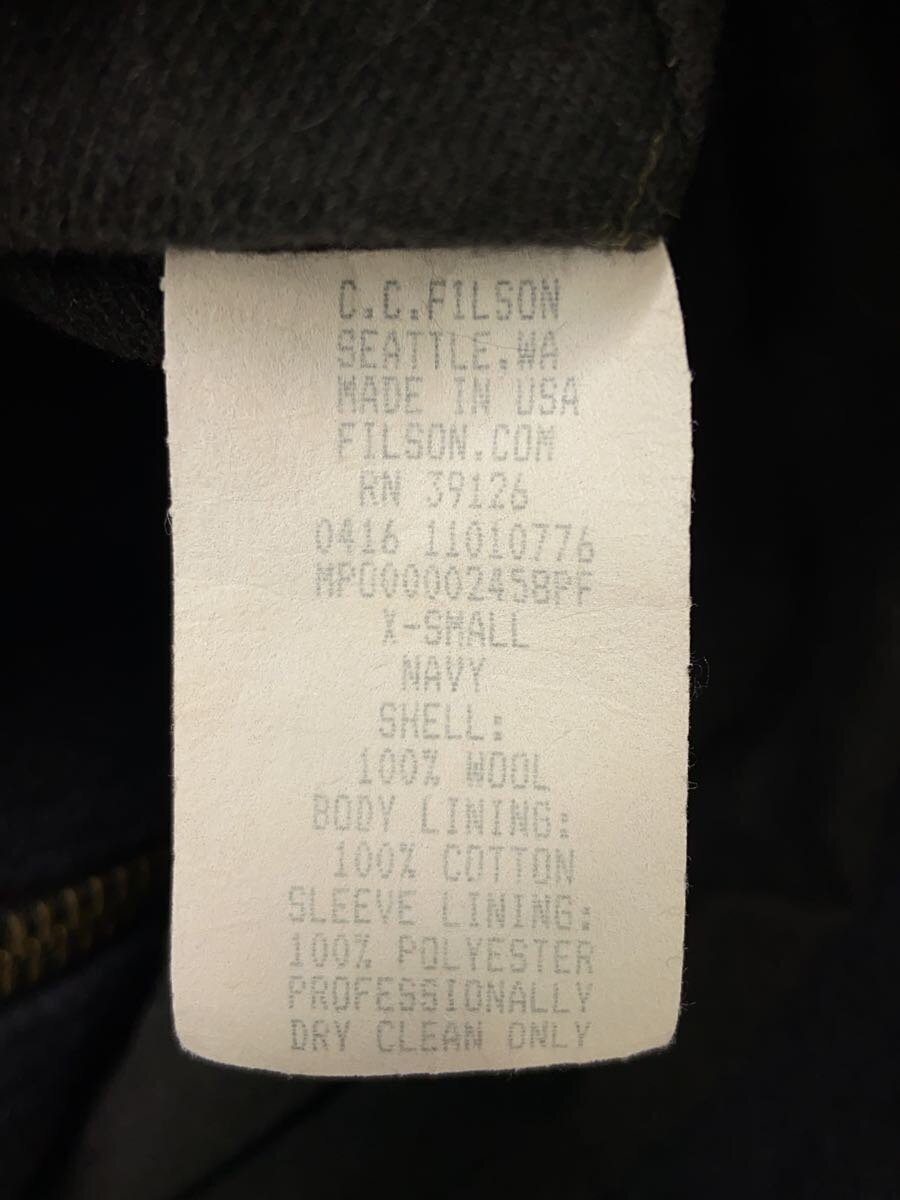 C.C.FILSON
SEATTLE.WA
MADE IN USA
FILSON.COM
RN 39126
0416 11010776
MPO000002458PF
X-SMALL
NAVY
SHELL:
100% WOOL
BODY LINING:
100% COTTON
SLEEVE LINING:
100% POLYESTER
PROFESSIONALLY
DRY CLEAN ONLY